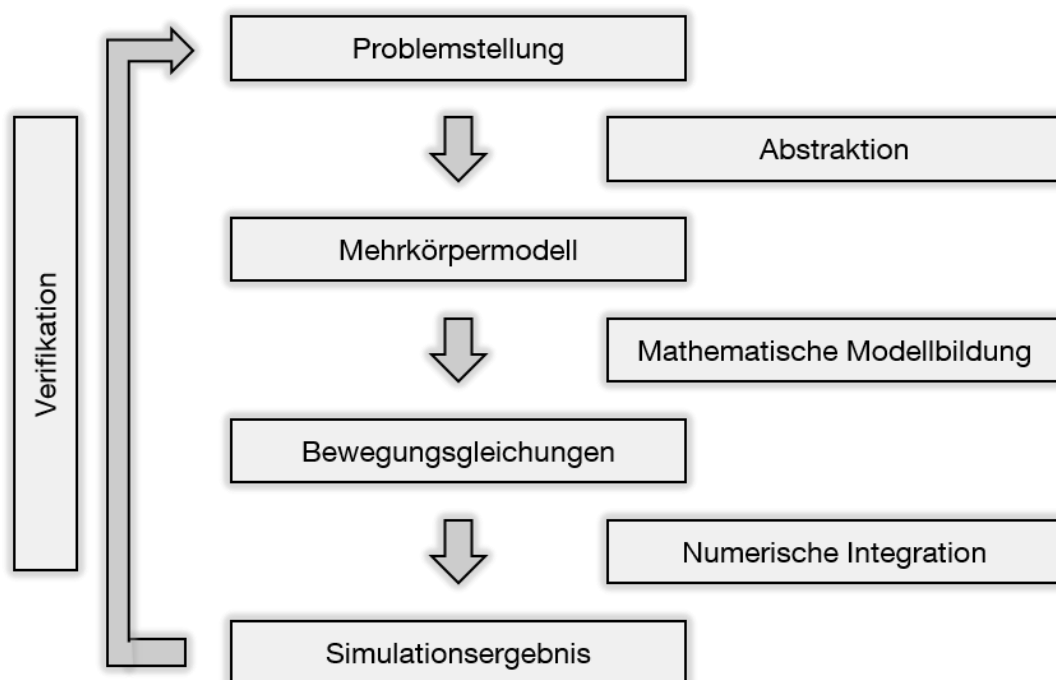 Problemstellung
Abstraktion
Mehrkörpermodell
Mathematische Modellbildung
Verifikation
Bewegungsgleichungen
Numerische Integration
Simulationsergebnis